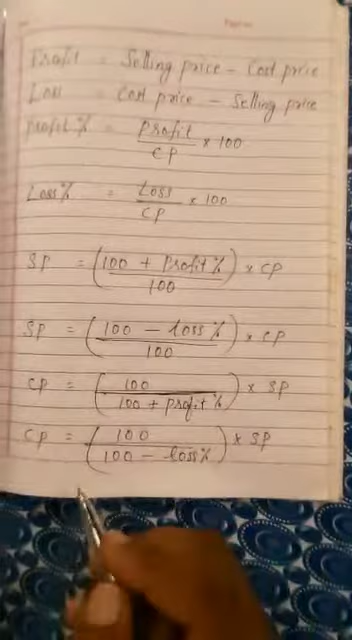 Profit = Selling price - Cost price
Loss = Cost price - Selling price
Profit% = Profit/CP × 100
Loss% = Loss/CP × 100
SP = (100 + Profit%/100) × CP
SP = (100 - Loss%/100) × CP
CP = (100/100 + Profit%) × SP
CP = (100/100 - Loss%) × SP